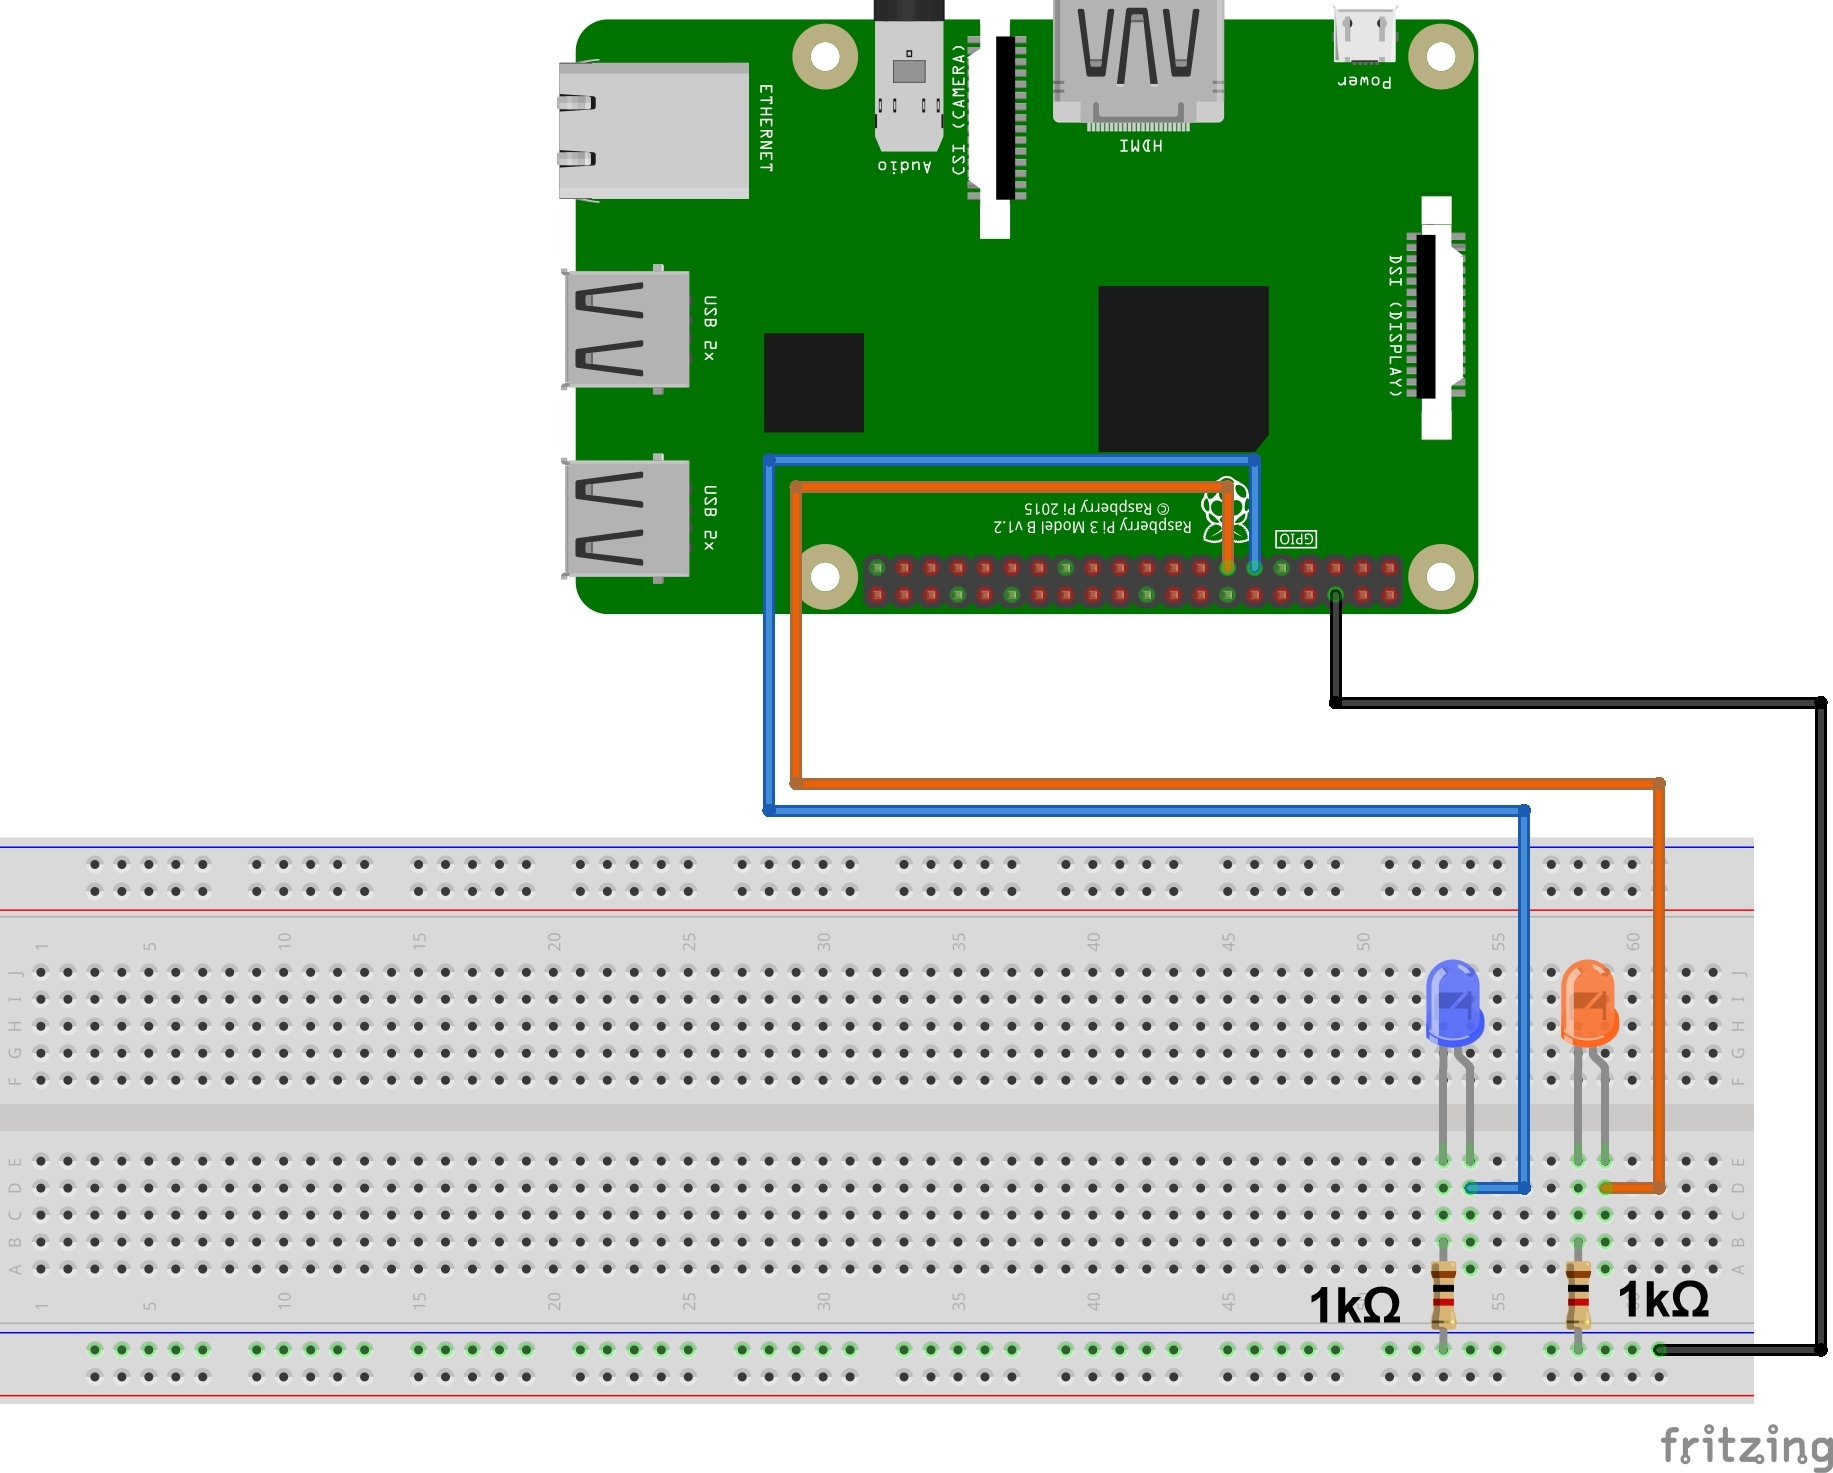 ETHERNET
Audio
CSI (CAMERA)
HDMI
Power
USB 2x
DSI (DISPLAY)
USB 2x
© Raspberry Pi 2015
Raspberry Pi 3 Model B v1.2
GPIO
1 5 10 15 20 25 30 35 40 45 50 55 60
J J
I I
H H
G G
F F
E E
D D
C C
B B
A A
1 5 10 15 20 25 30 35 40 45 50 55 60
1kΩ 1kΩ
fritzing